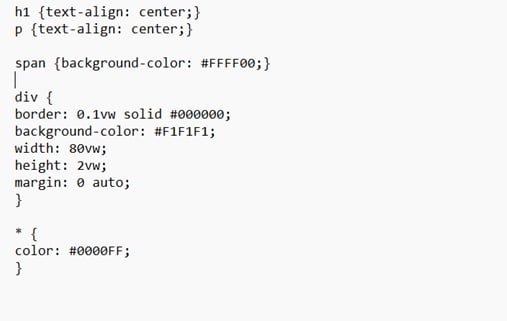 h1 {text-align: center;}
p {text-align: center;}
span {background-color: #FFFF00;}
div {
border: 0.1vw solid #000000;
background-color: #F1F1F1;
width: 80vw;
height: 2vw;
margin: 0 auto;
}
* {
color: #0000FF;
}